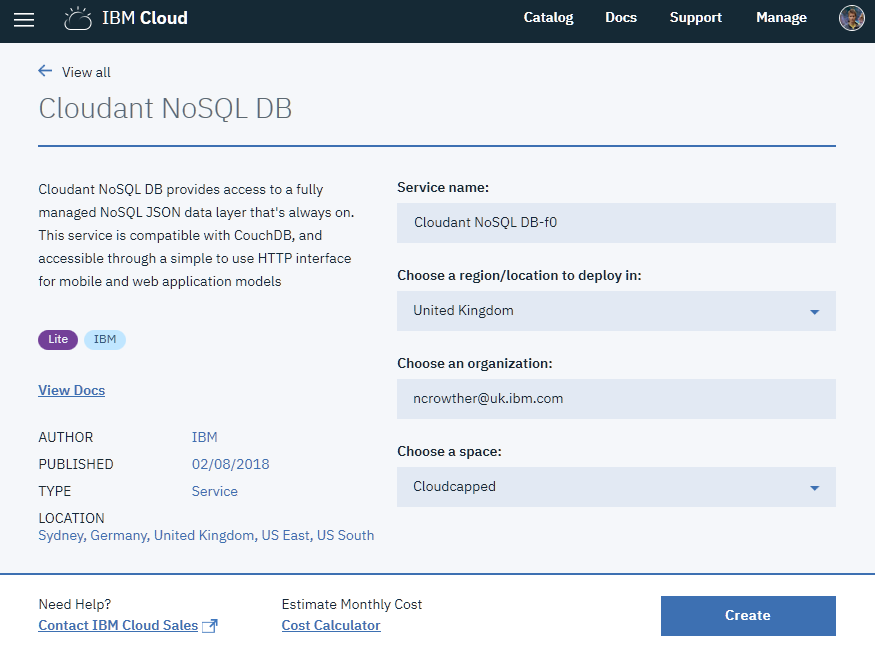 IBM Cloud
Catalog
Docs
Support
Manage
View all
Cloudant NoSQL DB
Cloudant NoSQL DB provides access to a fully
managed NoSQL JSON data layer that's always on.
This service is compatible with CouchDB, and
accessible through a simple to use HTTP interface
for mobile and web application models
Lite
IBM
View Docs
AUTHOR IBM
PUBLISHED 02/08/2018
TYPE Service
LOCATION
Sydney, Germany, United Kingdom, US East, US South
Service name:
Cloudant NoSQL DB-f0
Choose a region/location to deploy in:
United Kingdom
Choose an organization:
ncrowther@uk.ibm.com
Choose a space:
Cloudcapped
Need Help?
Contact IBM Cloud Sales
Estimate Monthly Cost
Cost Calculator
Create